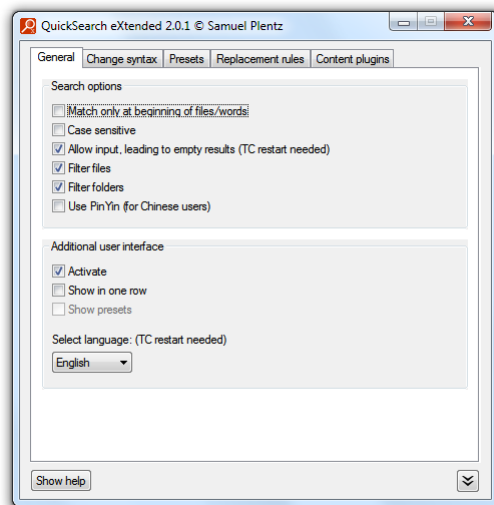 QuickSearch eXtended 2.0.1 © Samuel Plentz
General Change syntax Presets Replacement rules Content plugins
Search options
Match only at beginning of files/words
Case sensitive
Allow input, leading to empty results (TC restart needed)
Filter files
Filter folders
Use PinYin (for Chinese users)
Additional user interface
Activate
Show in one row
Show presets
Select language: (TC restart needed)
English
Show help